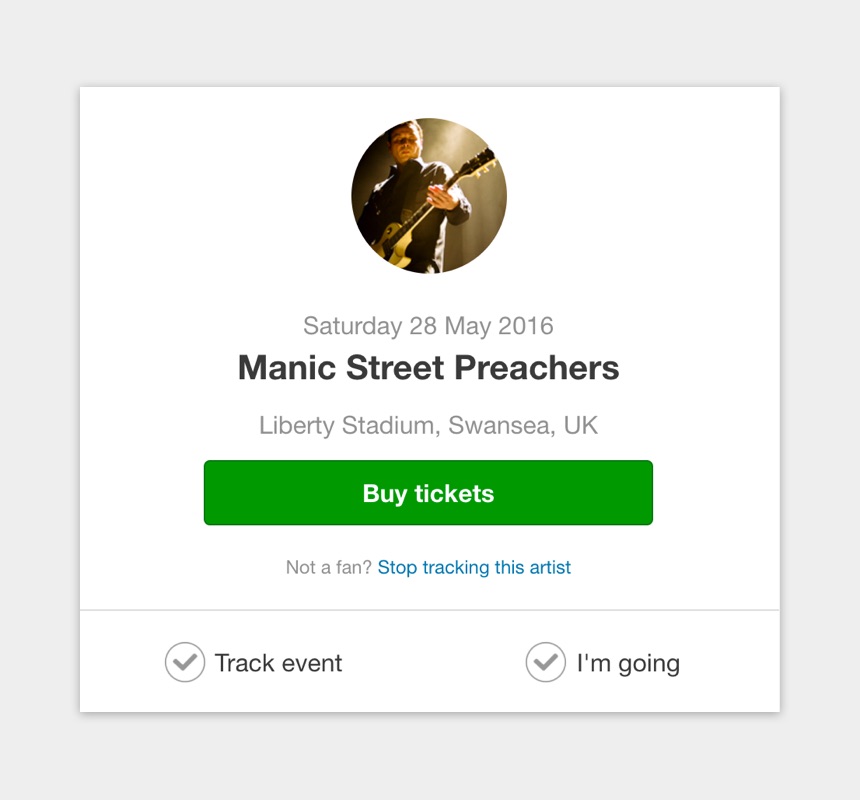 Saturday 28 May 2016
Manic Street Preachers
Liberty Stadium, Swansea, UK
Buy tickets
Not a fan? Stop tracking this artist
Track event
I'm going